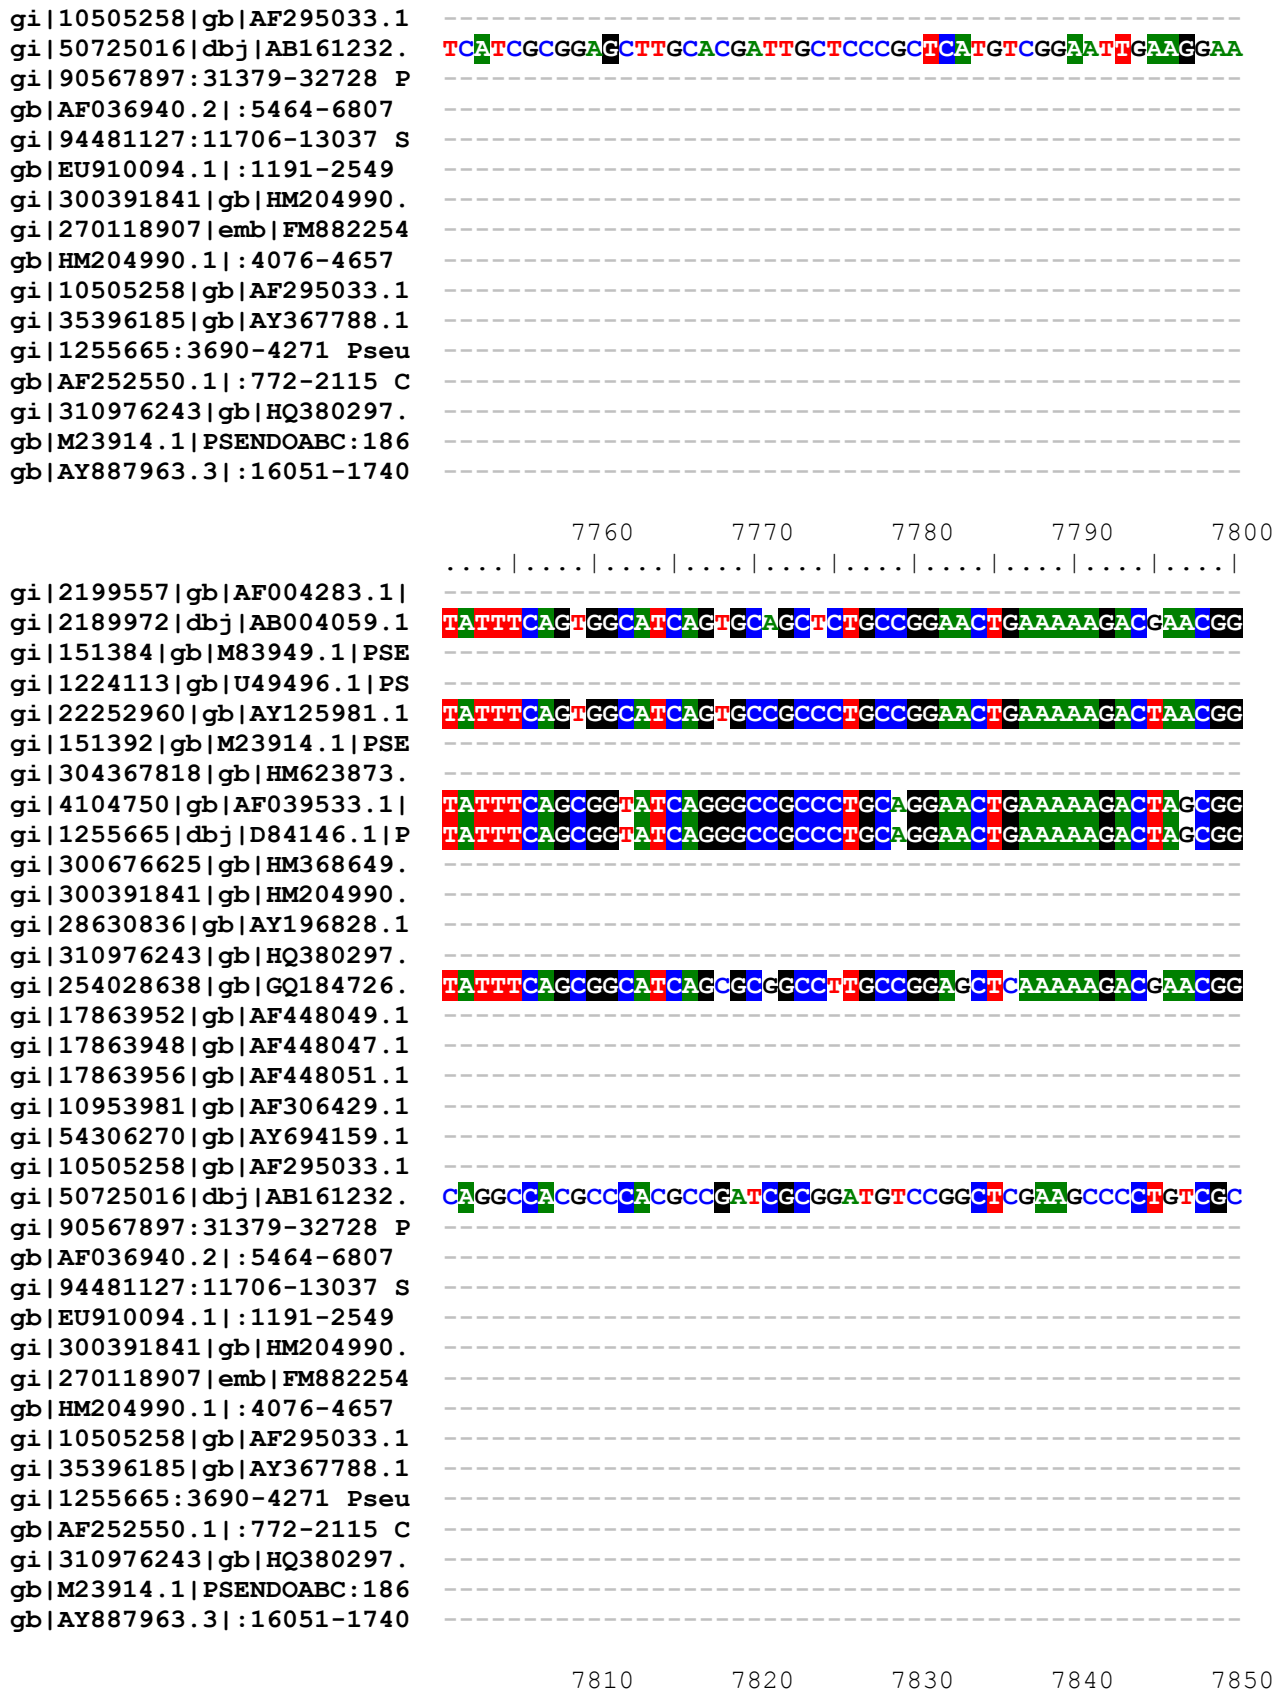 gi|10505258|gb|AF295033.1 --------------------------------------------------
gi|50725016|dbj|AB161232. TCATCGCGGAGCTTGCACGATTGCTCCCGCTCATGTCGGAATTGAAGGAA
gi|90567897:31379-32728 P --------------------------------------------------
gb|AF036940.2|:5464-6807 --------------------------------------------------
gi|94481127:11706-13037 S --------------------------------------------------
gb|EU910094.1|:1191-2549 --------------------------------------------------
gi|300391841|gb|HM204990. --------------------------------------------------
gi|270118907|emb|FM882254 --------------------------------------------------
gb|HM204990.1|:4076-4657 --------------------------------------------------
gi|10505258|gb|AF295033.1 --------------------------------------------------
gi|35396185|gb|AY367788.1 --------------------------------------------------
gi|1255665:3690-4271 Pseu --------------------------------------------------
gb|AF252550.1|:772-2115 C --------------------------------------------------
gi|310976243|gb|HQ380297. --------------------------------------------------
gb|M23914.1|PSENDOABC:186 --------------------------------------------------
gb|AY887963.3|:16051-1740 --------------------------------------------------
7760 7770 7780 7790 7800
....|....|....|....|....|....|....|....|....|....|
gi|2199557|gb|AF004283.1| --------------------------------------------------
gi|2189972|dbj|AB004059.1 TATTTCAGTGGCATCAGTGCAGCTCTGCCGGAACTGAAAAAGACGAACGG
gi|151384|gb|M83949.1|PSE --------------------------------------------------
gi|1224113|gb|U49496.1|PS --------------------------------------------------
gi|22252960|gb|AY125981.1 TATTTCAGTGGCATCAGTGCCGCCCTGCCGGAACTGAAAAAGACTAACGG
gi|151392|gb|M23914.1|PSE --------------------------------------------------
gi|304367818|gb|HM623873. --------------------------------------------------
gi|4104750|gb|AF039533.1| TATTTCAGCGGTATCAGGGCCGCCCTGCAGGAACTGAAAAAGACTAGCGG
gi|1255665|dbj|D84146.1|P TATTTCAGCGGTATCAGGGCCGCCCTGCAGGAACTGAAAAAGACTAGCGG
gi|300676625|gb|HM368649. --------------------------------------------------
gi|300391841|gb|HM204990. --------------------------------------------------
gi|28630836|gb|AY196828.1 --------------------------------------------------
gi|310976243|gb|HQ380297. --------------------------------------------------
gi|254028638|gb|GQ184726. TATTTCAGCGGCATCAGCGCGGCCTTGCCGGAGCTCAAAAAGACGAACGG
gi|17863952|gb|AF448049.1 --------------------------------------------------
gi|17863948|gb|AF448047.1 --------------------------------------------------
gi|17863956|gb|AF448051.1 --------------------------------------------------
gi|10953981|gb|AF306429.1 --------------------------------------------------
gi|54306270|gb|AY694159.1 --------------------------------------------------
gi|10505258|gb|AF295033.1 --------------------------------------------------
gi|50725016|dbj|AB161232. CAGGCCACGCCCACGCCGATCGCGGATGTCCGGCTCGAAGCCCCTGTCGC
gi|90567897:31379-32728 P --------------------------------------------------
gb|AF036940.2|:5464-6807 --------------------------------------------------
gi|94481127:11706-13037 S --------------------------------------------------
gb|EU910094.1|:1191-2549 --------------------------------------------------
gi|300391841|gb|HM204990. --------------------------------------------------
gi|270118907|emb|FM882254 --------------------------------------------------
gb|HM204990.1|:4076-4657 --------------------------------------------------
gi|10505258|gb|AF295033.1 --------------------------------------------------
gi|35396185|gb|AY367788.1 --------------------------------------------------
gi|1255665:3690-4271 Pseu --------------------------------------------------
gb|AF252550.1|:772-2115 C --------------------------------------------------
gi|310976243|gb|HQ380297. --------------------------------------------------
gb|M23914.1|PSENDOABC:186 --------------------------------------------------
gb|AY887963.3|:16051-1740 --------------------------------------------------
7810 7820 7830 7840 7850